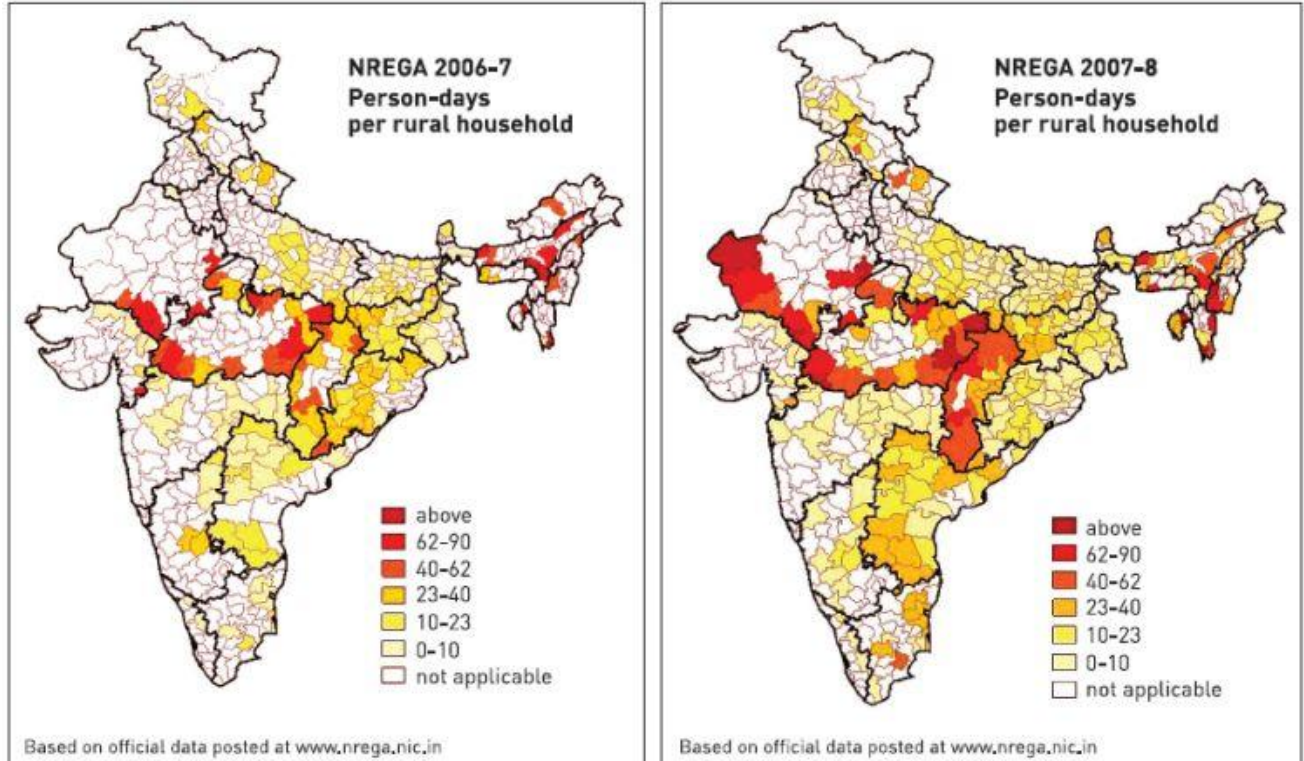 NREGA 2006-7
Person-days
per rural household
above
62-90
40-62
23-40
10-23
0-10
not applicable
Based on official data posted at www.nrega.nic.in
NREGA 2007-8
Person-days
per rural household
above
62-90
40-62
23-40
10-23
0-10
not applicable
Based on official data posted at www.nrega.nic.in